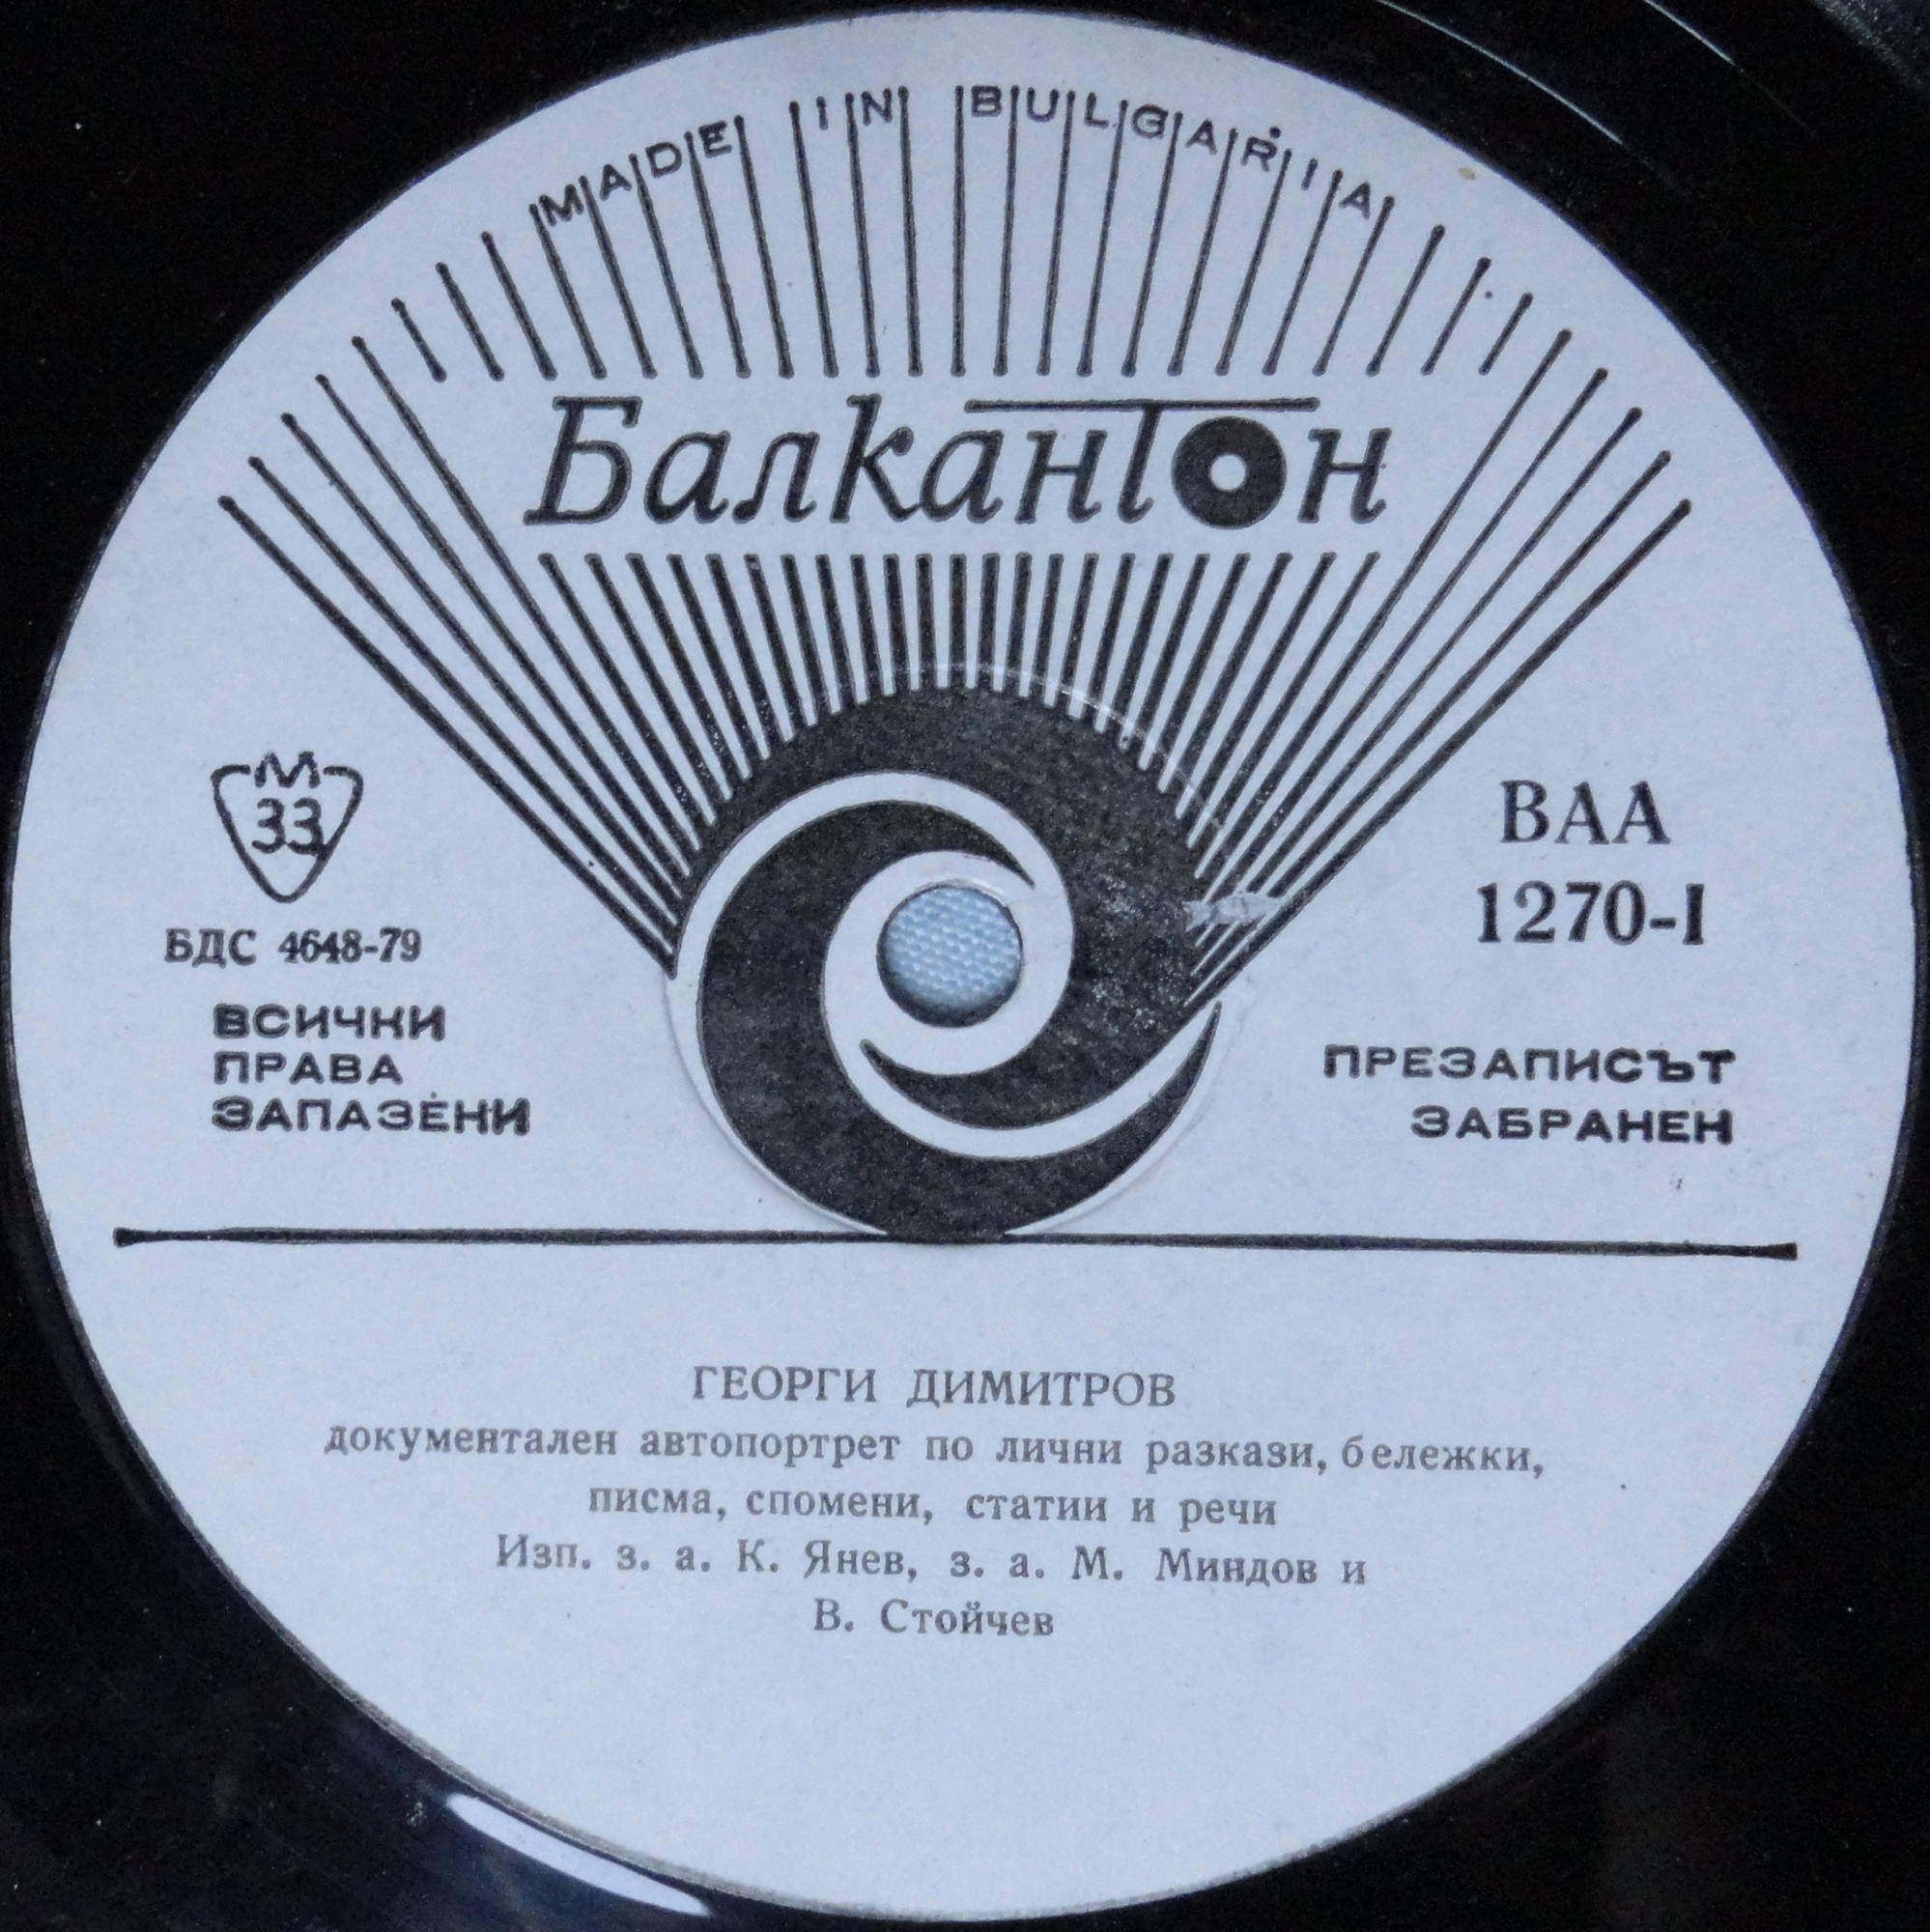 MADE IN BULGARIA
Балкантон
М
33
БДС 4648-79
ВСИЧКИ
ПРАВА
ЗАПАЗЕНИ
ВАА
1270-I
ПРЕЗАПИСЪТ
ЗАБРАНЕН
ГЕОРГИ ДИМИТРОВ
документален автопортрет по лични разкази, бележки,
писма, спомени, статии и речи
Изп. з. а. К. Янев, з. а. М. Миндов и
В. Стойчев